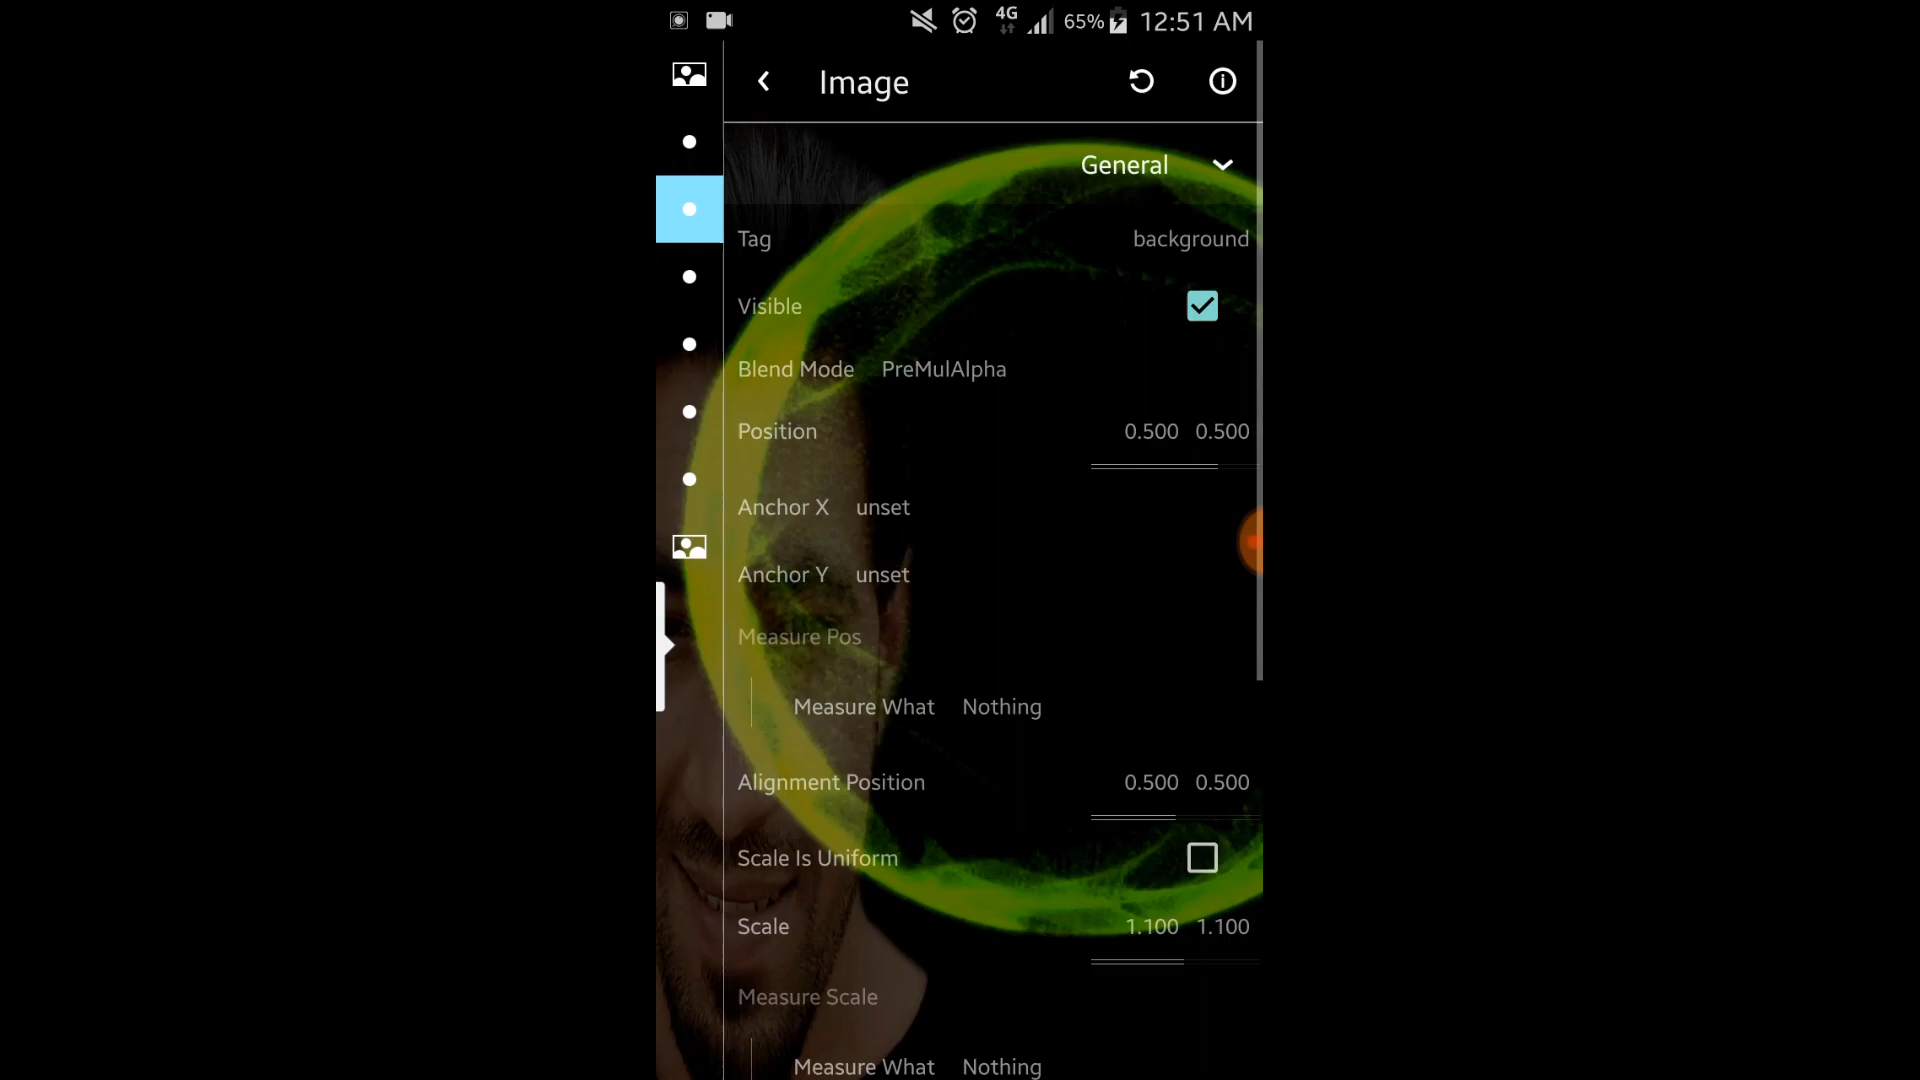 4G 65% 12:51 AM
Image
General
Tag background
Visible
Blend Mode PreMulAlpha
Position 0.500 0.500
Anchor X unset
Anchor Y unset
Measure Pos
Measure What Nothing
Alignment Position 0.500 0.500
Scale Is Uniform
Scale 1.100 1.100
Measure Scale
Measure What Nothing